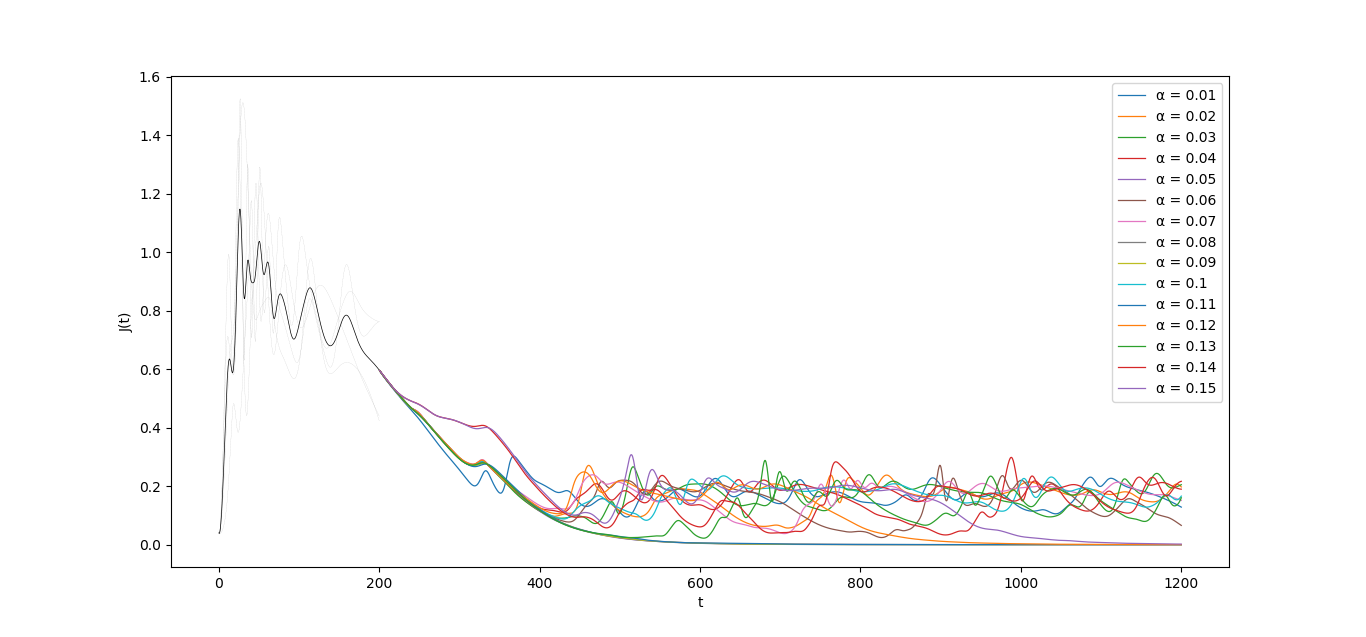 1.6
1.4
1.2
1.0
0.8
0.6
0.4
0.2
0.0
J(t)
0
200
400
600
800
1000
1200
t
α = 0.01
α = 0.02
α = 0.03
α = 0.04
α = 0.05
α = 0.06
α = 0.07
α = 0.08
α = 0.09
α = 0.1
α = 0.11
α = 0.12
α = 0.13
α = 0.14
α = 0.15